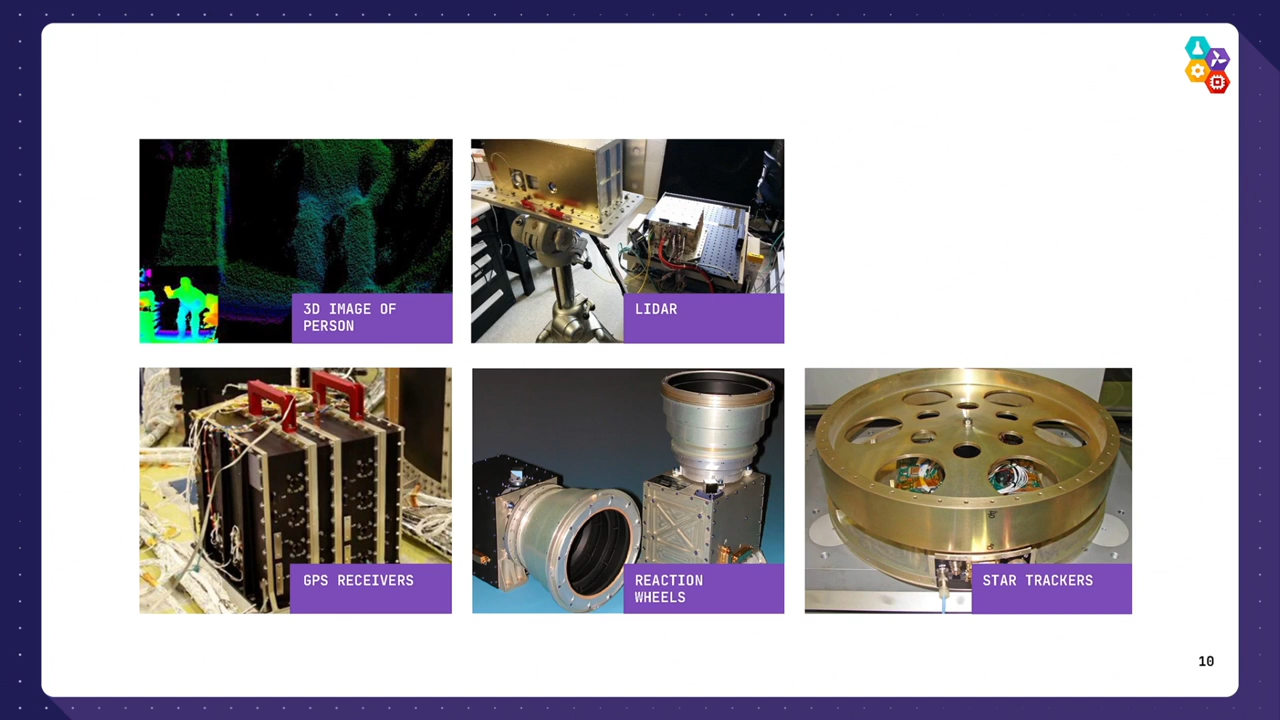 3D IMAGE OF
PERSON
LIDAR
GPS RECEIVERS
REACTION
WHEELS
STAR TRACKERS
10